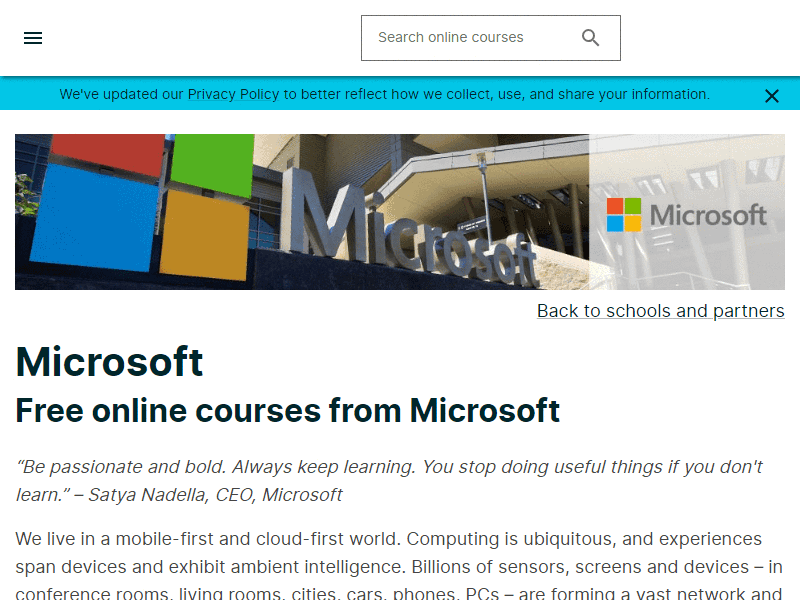 Search online courses
We've updated our Privacy Policy to better reflect how we collect, use, and share your information.
Microsoft
Microsoft
Back to schools and partners
Microsoft
Free online courses from Microsoft
“Be passionate and bold. Always keep learning. You stop doing useful things if you don't
learn.” – Satya Nadella, CEO, Microsoft
We live in a mobile-first and cloud-first world. Computing is ubiquitous, and experiences
span devices and exhibit ambient intelligence. Billions of sensors, screens and devices – in
conference rooms, living rooms, cities, cars, phones, PCs – are forming a vast network and